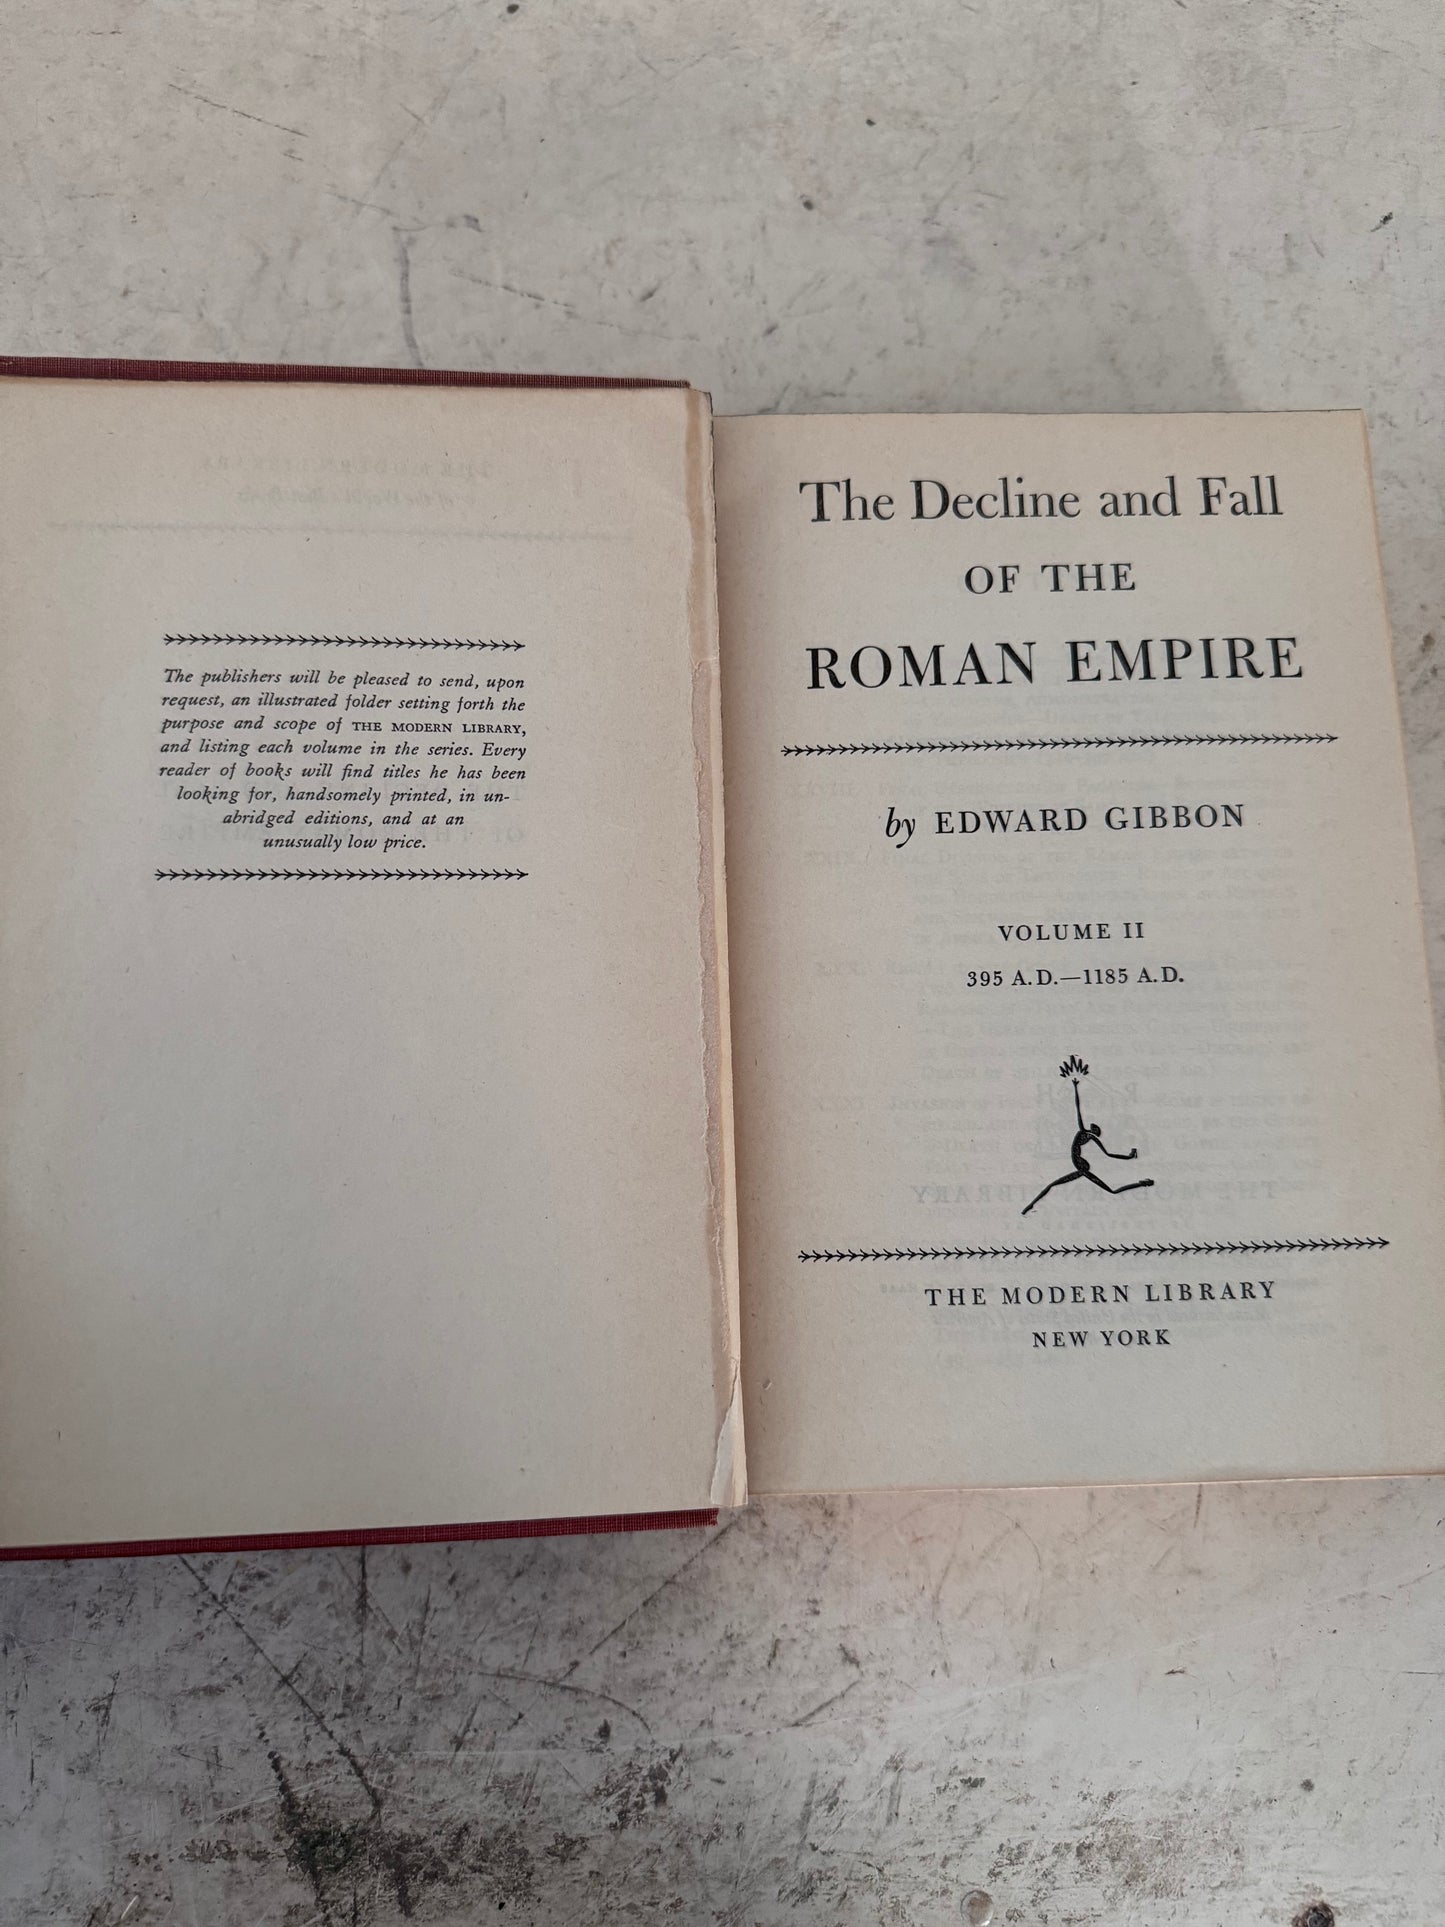 The publishers will be pleased to send, upon
request, an illustrated folder setting forth the
purpose and scope of THE MODERN LIBRARY,
and listing each volume in the series. Every
reader of books will find titles he has been
looking for, handsomely printed, in un-
abridged editions, and at an
unusually low price.
The Decline and Fall
OF THE
ROMAN EMPIRE
by EDWARD GIBBON
VOLUME II
395 A.D.—1185 A.D.
THE MODERN LIBRARY
NEW YORK